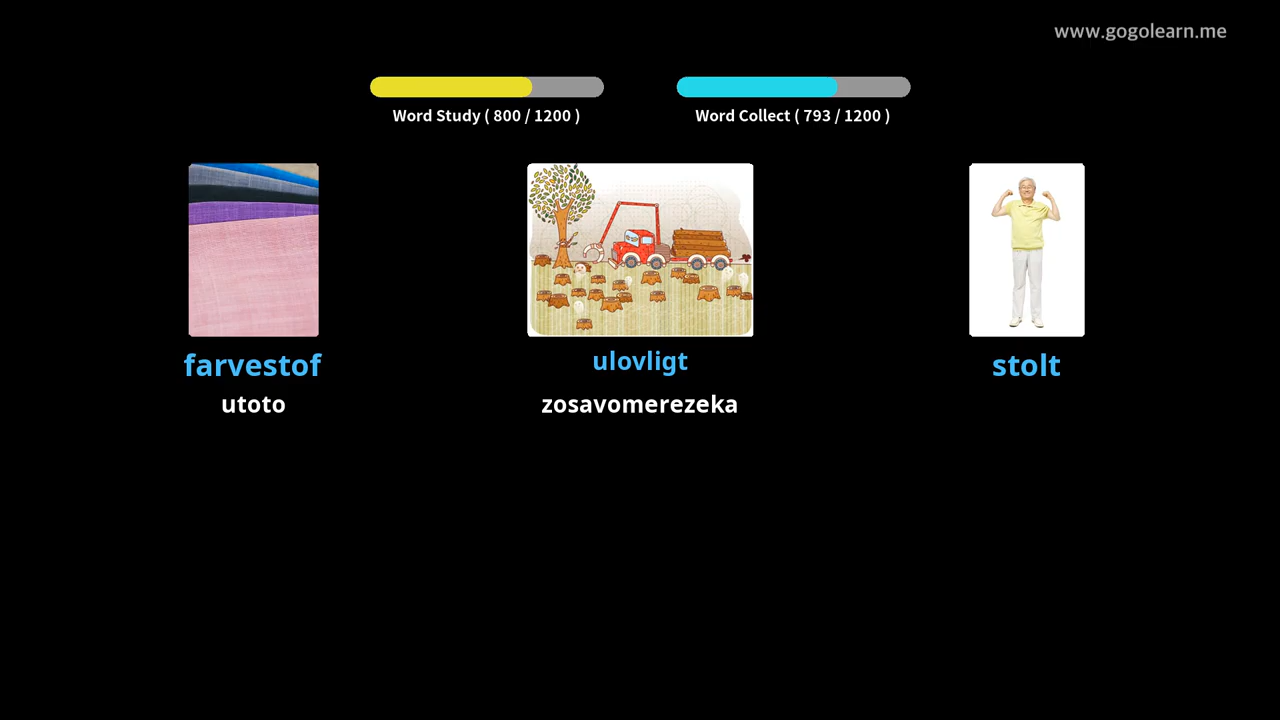 www.gogolearn.me
Word Study ( 800 / 1200 )
Word Collect ( 793 / 1200 )
farvestof
utoto
ulovligt
zosavomerezeka
stolt